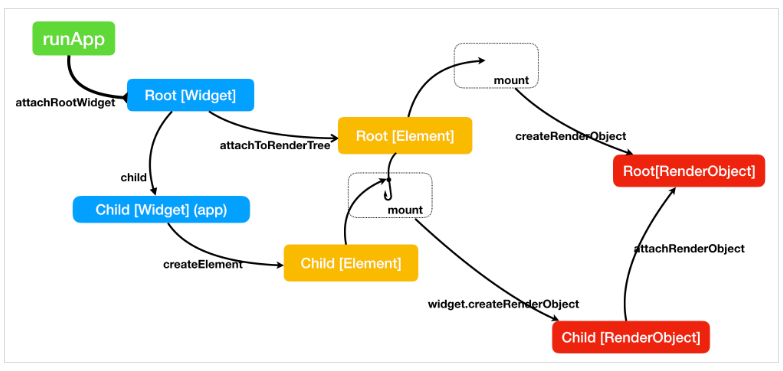 runApp
attachRootWidget
Root [Widget]
attachToRenderTree
Root [Element]
mount
createRenderObject
Root[RenderObject]
child
Child [Widget] (app)
mount
createElement
Child [Element]
attachRenderObject
widget.createRenderObject
Child [RenderObject]